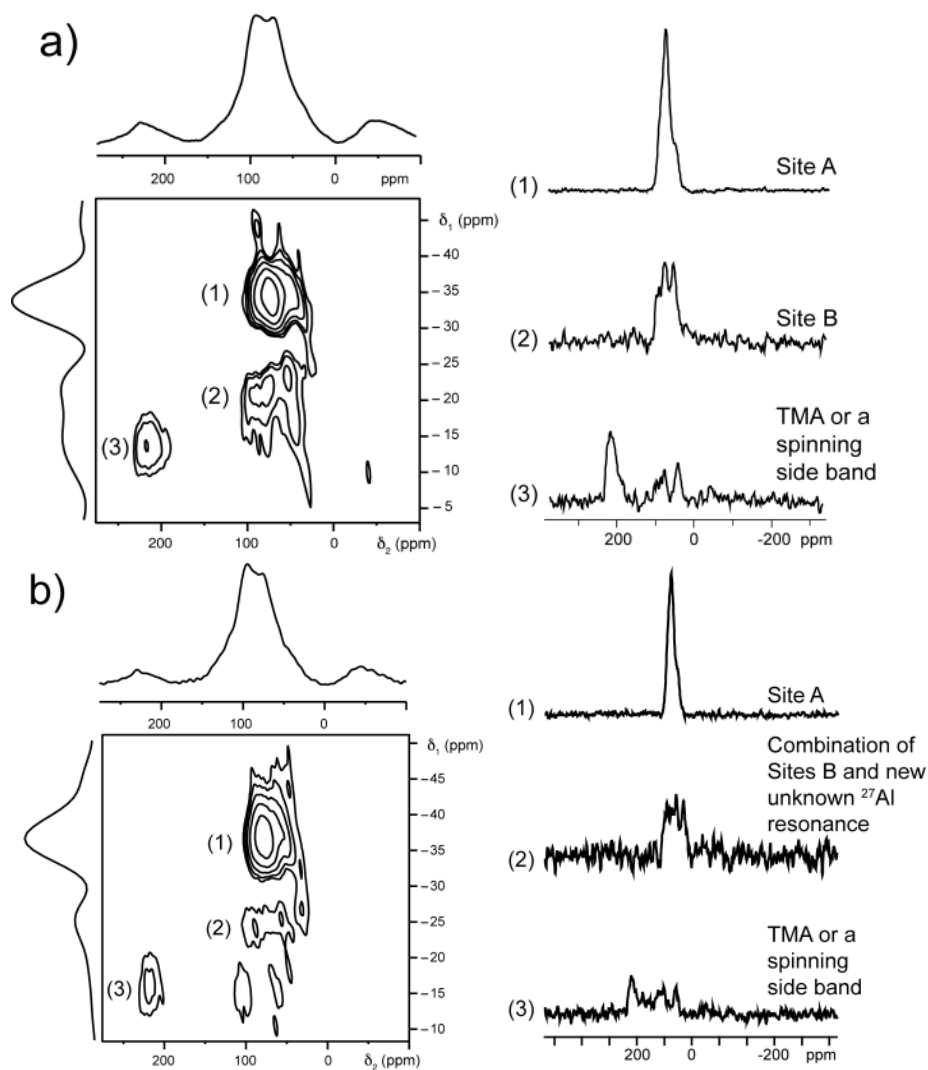 a)
200 100 0 ppm
δ1 (ppm)
– 40
– 35
– 30
– 25
– 20
– 15
– 10
– 5
(1)
(2)
(3)
200 100 0
δ2 (ppm)
(1) Site A
(2) Site B
TMA or a
spinning
side band
(3)
200 0 -200 ppm
b)
200 100 0
δ1 (ppm)
– 45
– 40
– 35
– 30
– 25
– 20
– 15
– 10
(1)
(2)
(3)
200 100 δ2 (ppm) 0
(1) Site A
Combination of
Sites B and new
unknown 27Al
resonance
(2)
TMA or a
spinning
side band
(3)
200 0 -200 ppm